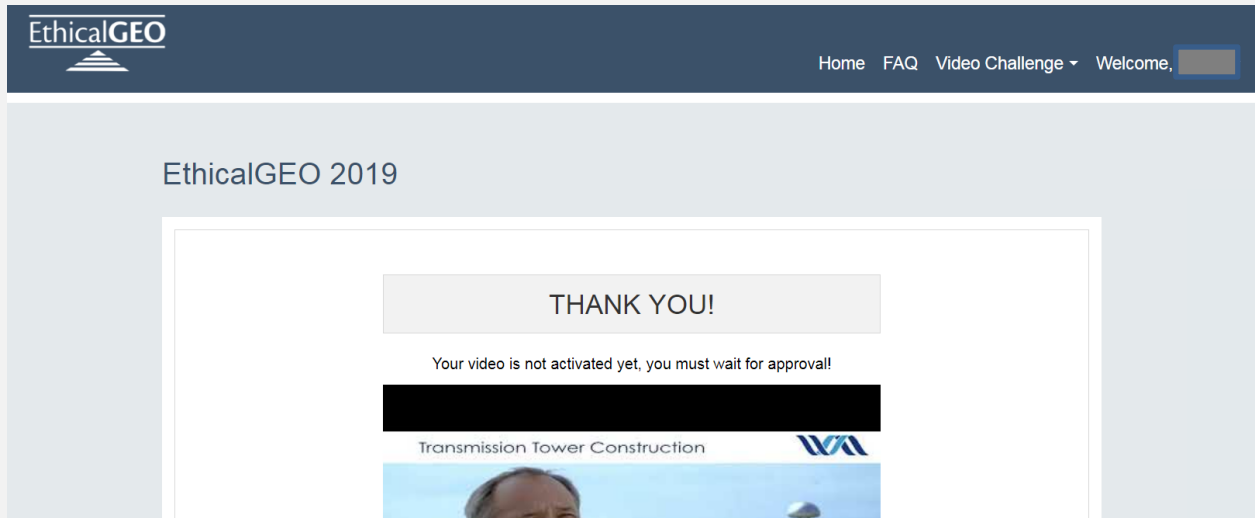 EthicalGEO
Home FAQ Video Challenge Welcome,
EthicalGEO 2019
THANK YOU!
Your video is not activated yet, you must wait for approval!
Transmission Tower Construction